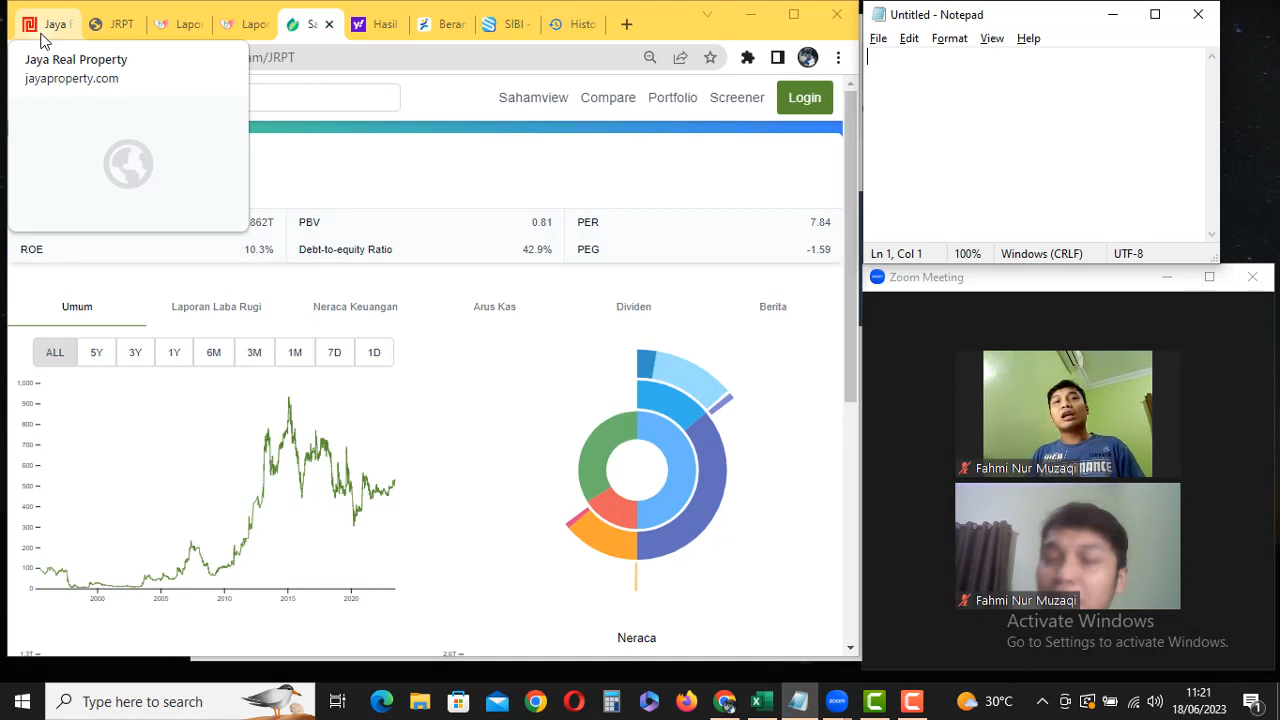 Jaya
JRPT
Lapor
Lapor
Sa
Hasil
Beran
SIBI -
Histo
Untitled - Notepad
File Edit Format View Help
am/JRPT
Jaya Real Property
jayaproperty.com
Sahamview Compare Portfolio Screener Login
862T PBV 0.81 PER 7.84
ROE 10.3% Debt-to-equity Ratio 42.9% PEG -1.59
Ln 1, Col 1 100% Windows (CRLF) UTF-8
Zoom Meeting
Umum Laporan Laba Rugi Neraca Keuangan Arus Kas Dividen Berita
ALL 5Y 3Y 1Y 6M 3M 1M 7D 1D
1,000
900
800
700
600
500
400
300
200
100
0
2000 2005 2010 2015 2020
Neraca
1.3T
Fahmi Nur Muzaqi
RMANCE
Fahmi Nur Muzaqi
Activate Windows
Go to Settings to activate Windows.
Type here to search
30°C
11:21
18/06/2023
1